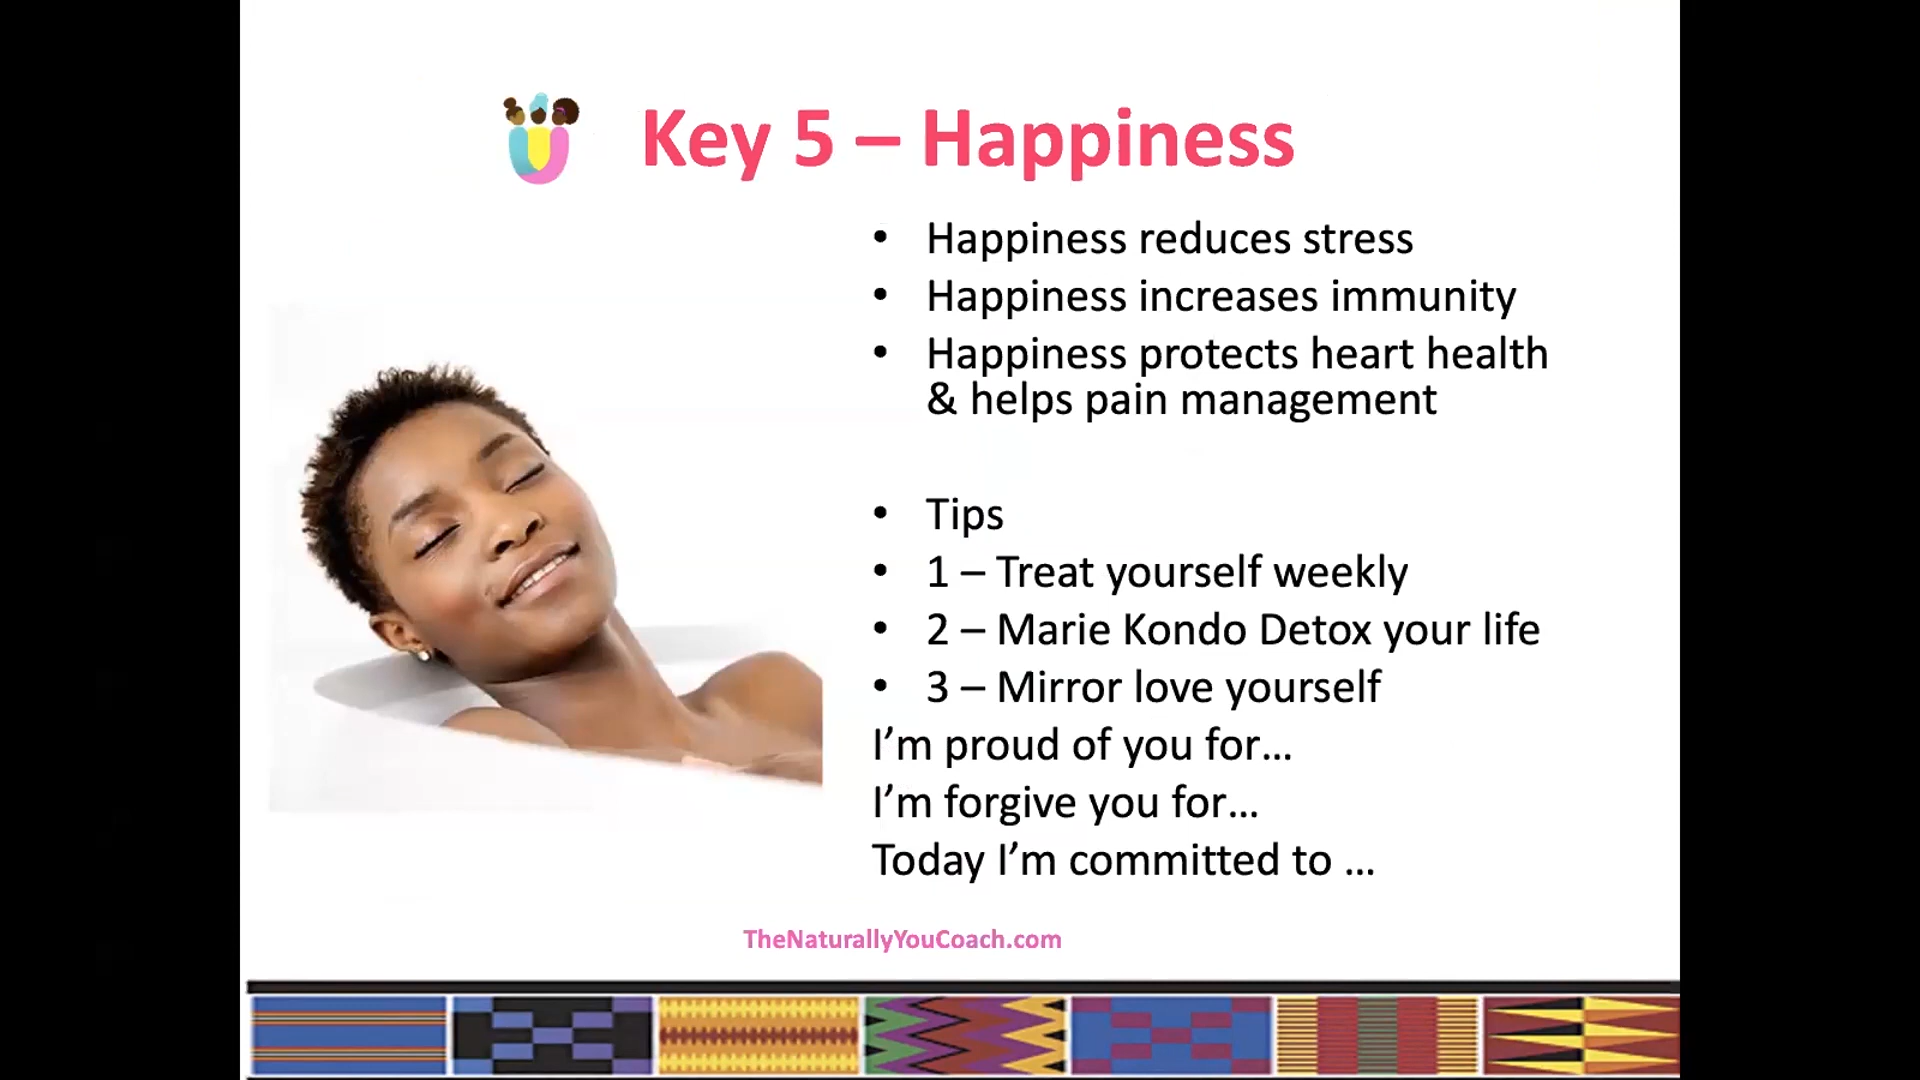 Key 5 – Happiness
• Happiness reduces stress
• Happiness increases immunity
• Happiness protects heart health
& helps pain management
• Tips
• 1 – Treat yourself weekly
• 2 – Marie Kondo Detox your life
• 3 – Mirror love yourself
I’m proud of you for…
I’m forgive you for…
Today I’m committed to …
TheNaturallyYouCoach.com